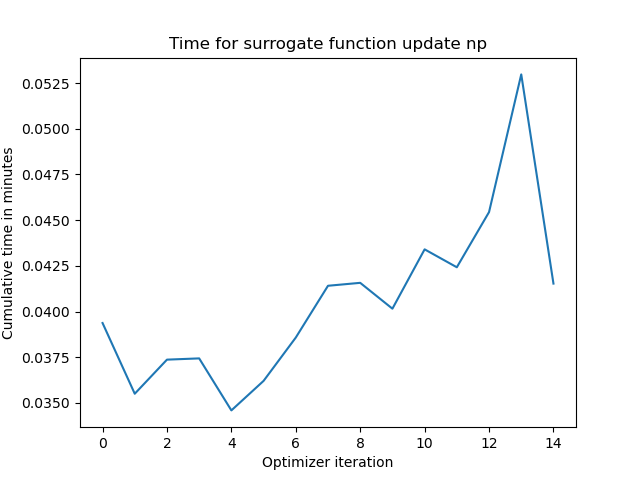 Time for surrogate function update np
Cumulative time in minutes
0.0525
0.0500
0.0475
0.0450
0.0425
0.0400
0.0375
0.0350
0 2 4 6 8 10 12 14
Optimizer iteration